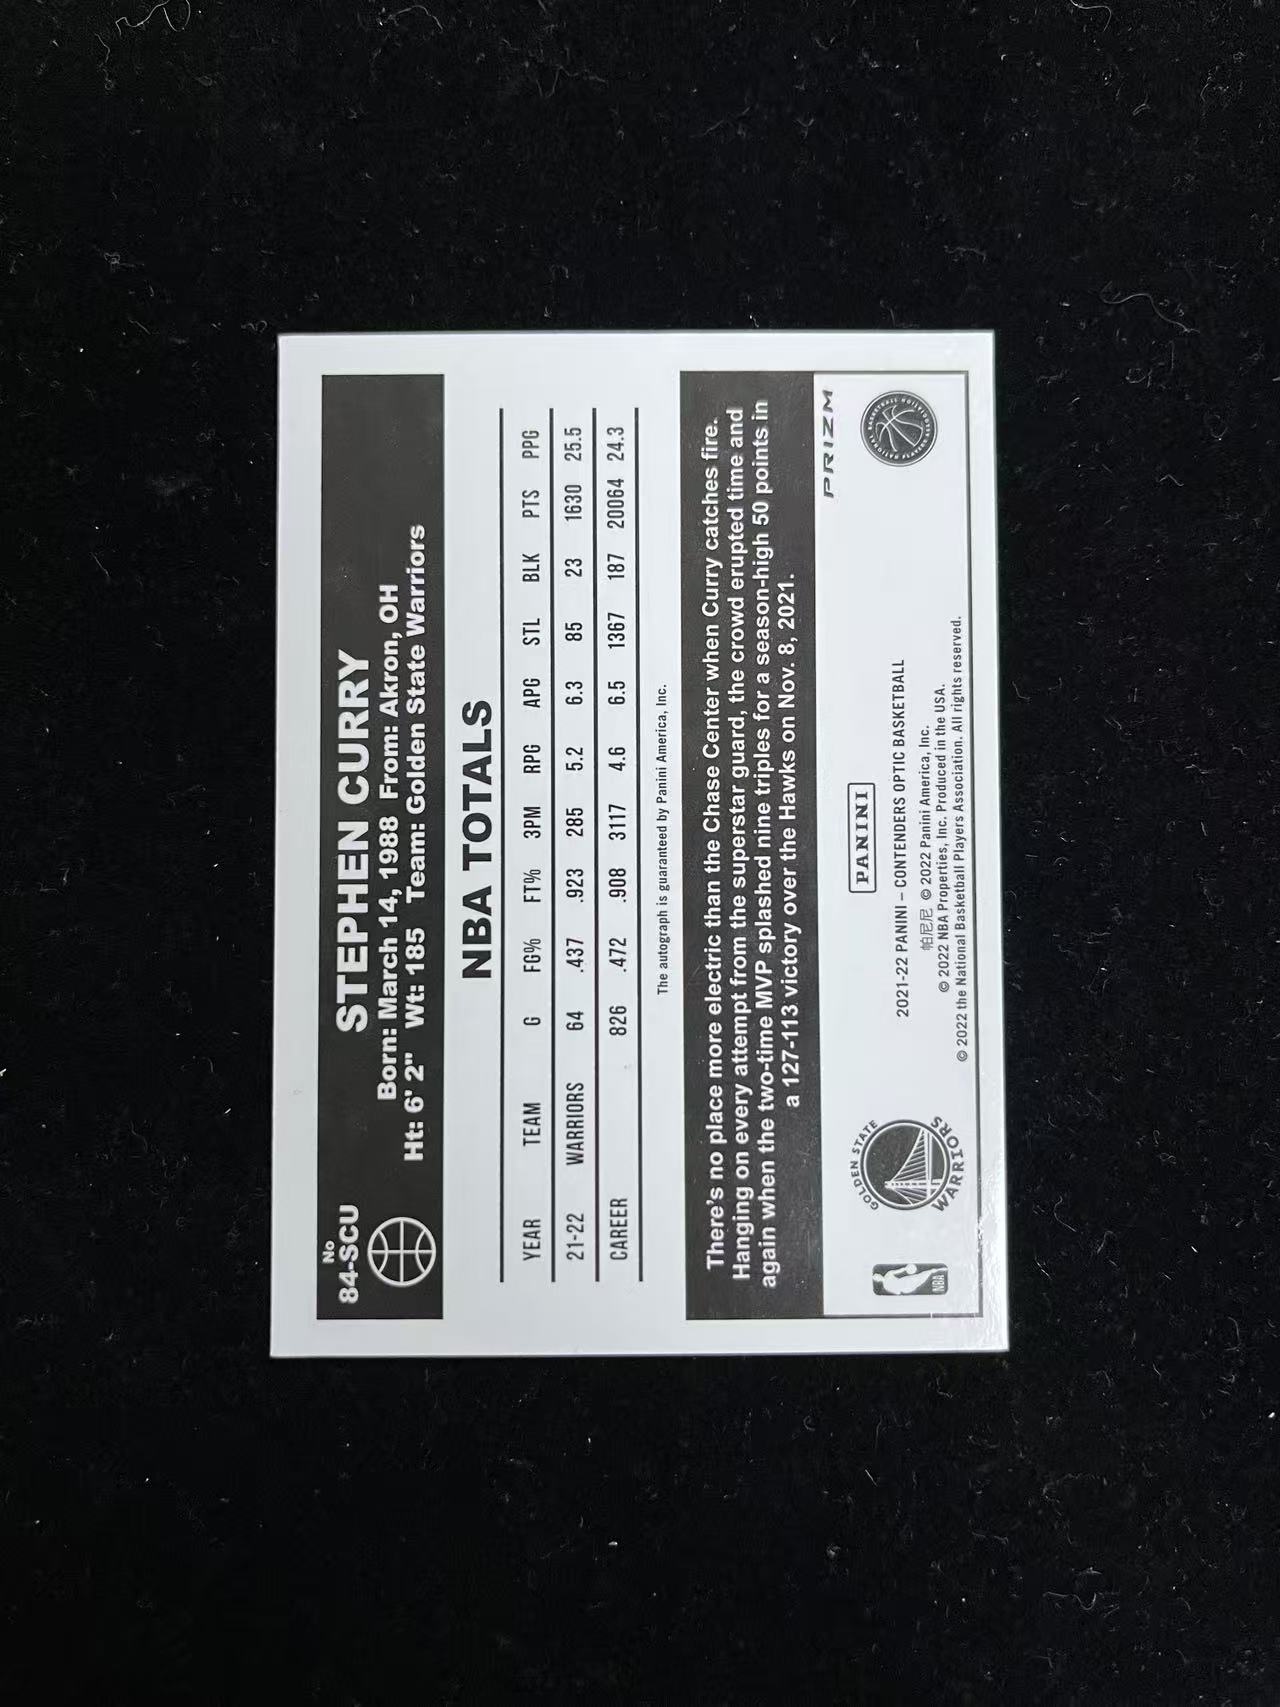 No
84-SCU
STEPHEN CURRY
Born: March 14, 1988 From: Akron, OH
Ht: 6' 2" Wt: 185 Team: Golden State Warriors
NBA TOTALS
YEAR TEAM G FG% FT% 3PM RPG APG STL BLK PTS PPG
21-22 WARRIORS 64 .437 .923 285 5.2 6.3 85 23 1630 25.5
CAREER 826 .472 .908 3117 4.6 6.5 1367 187 20064 24.3
The autograph is guaranteed by Panini America, Inc.
There's no place more electric than the Chase Center when Curry catches fire.
Hanging on every attempt from the superstar guard, the crowd erupted time and
again when the two-time MVP splashed nine triples for a season-high 50 points in
a 127-113 victory over the Hawks on Nov. 8, 2021.
PRIZM
NBA
GOLDEN STATE
WARRIORS
PANINI
2021-22 PANINI – CONTENDERS OPTIC BASKETBALL
帕尼尼 © 2022 Panini America, Inc.
© 2022 NBA Properties, Inc. Produced in the USA.
© 2022 the National Basketball Players Association. All rights reserved.